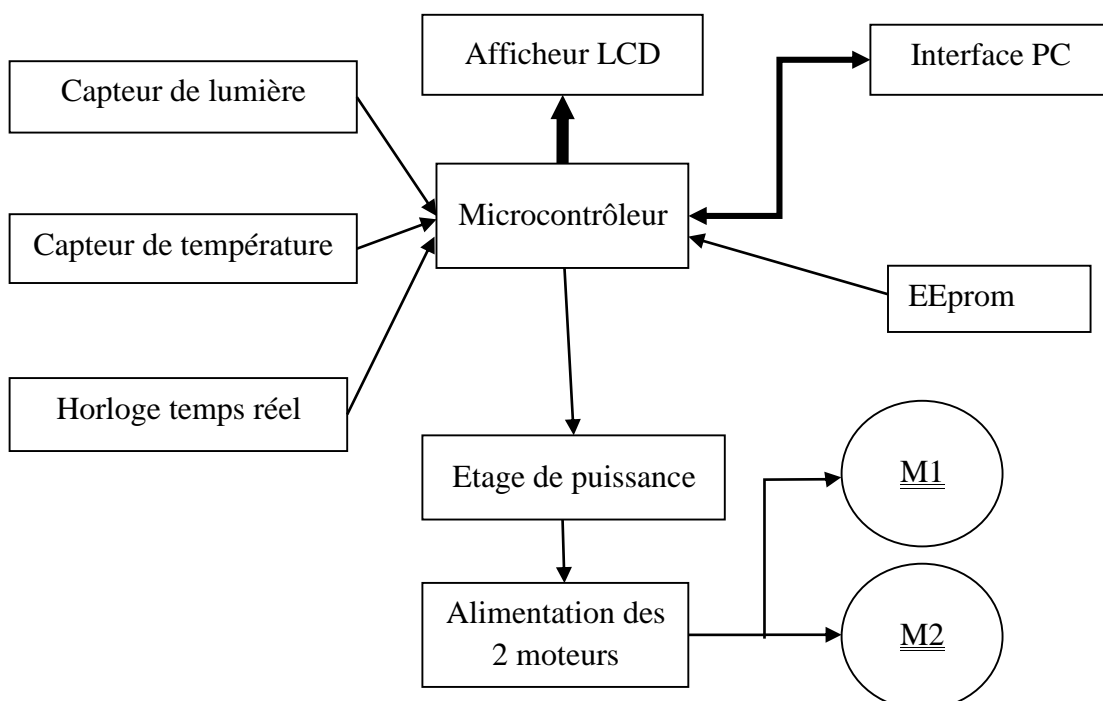 Afficheur LCD
Interface PC
Capteur de lumière
Microcontrôleur
Capteur de température
EEprom
Horloge temps réel
Etage de puissance
M1
Alimentation des
2 moteurs
M2